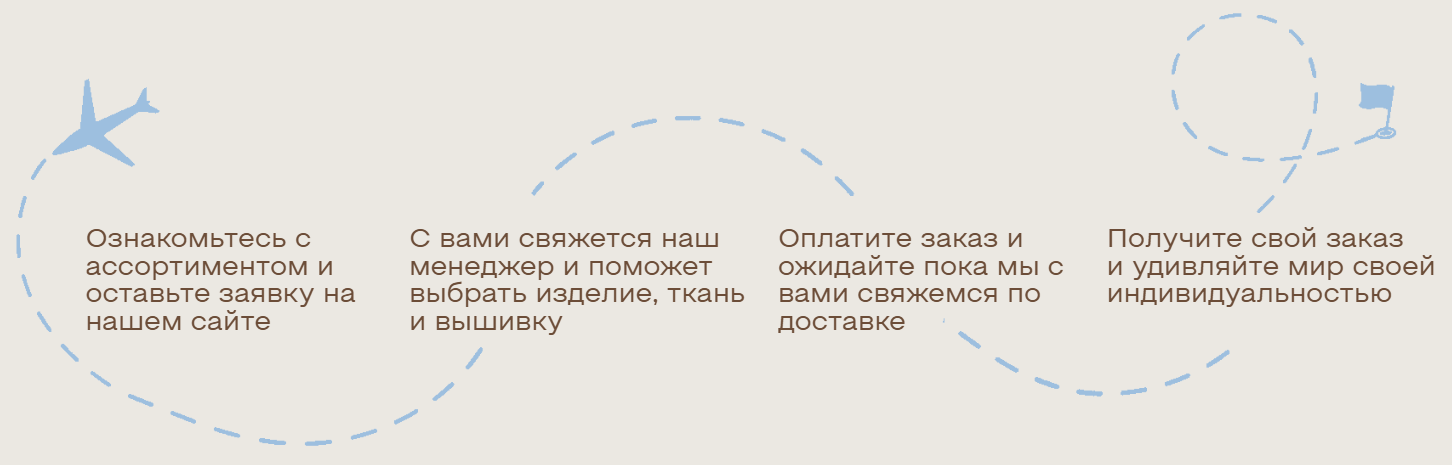 Ознакомьтесь с
ассортиментом и
оставьте заявку на
нашем сайте
С вами свяжется наш
менеджер и поможет
выбрать изделие, ткань
и вышивку
Оплатите заказ и
ожидайте пока мы с
вами свяжемся по
доставке
Получите свой заказ
и удивляйте мир своей
индивидуальностью